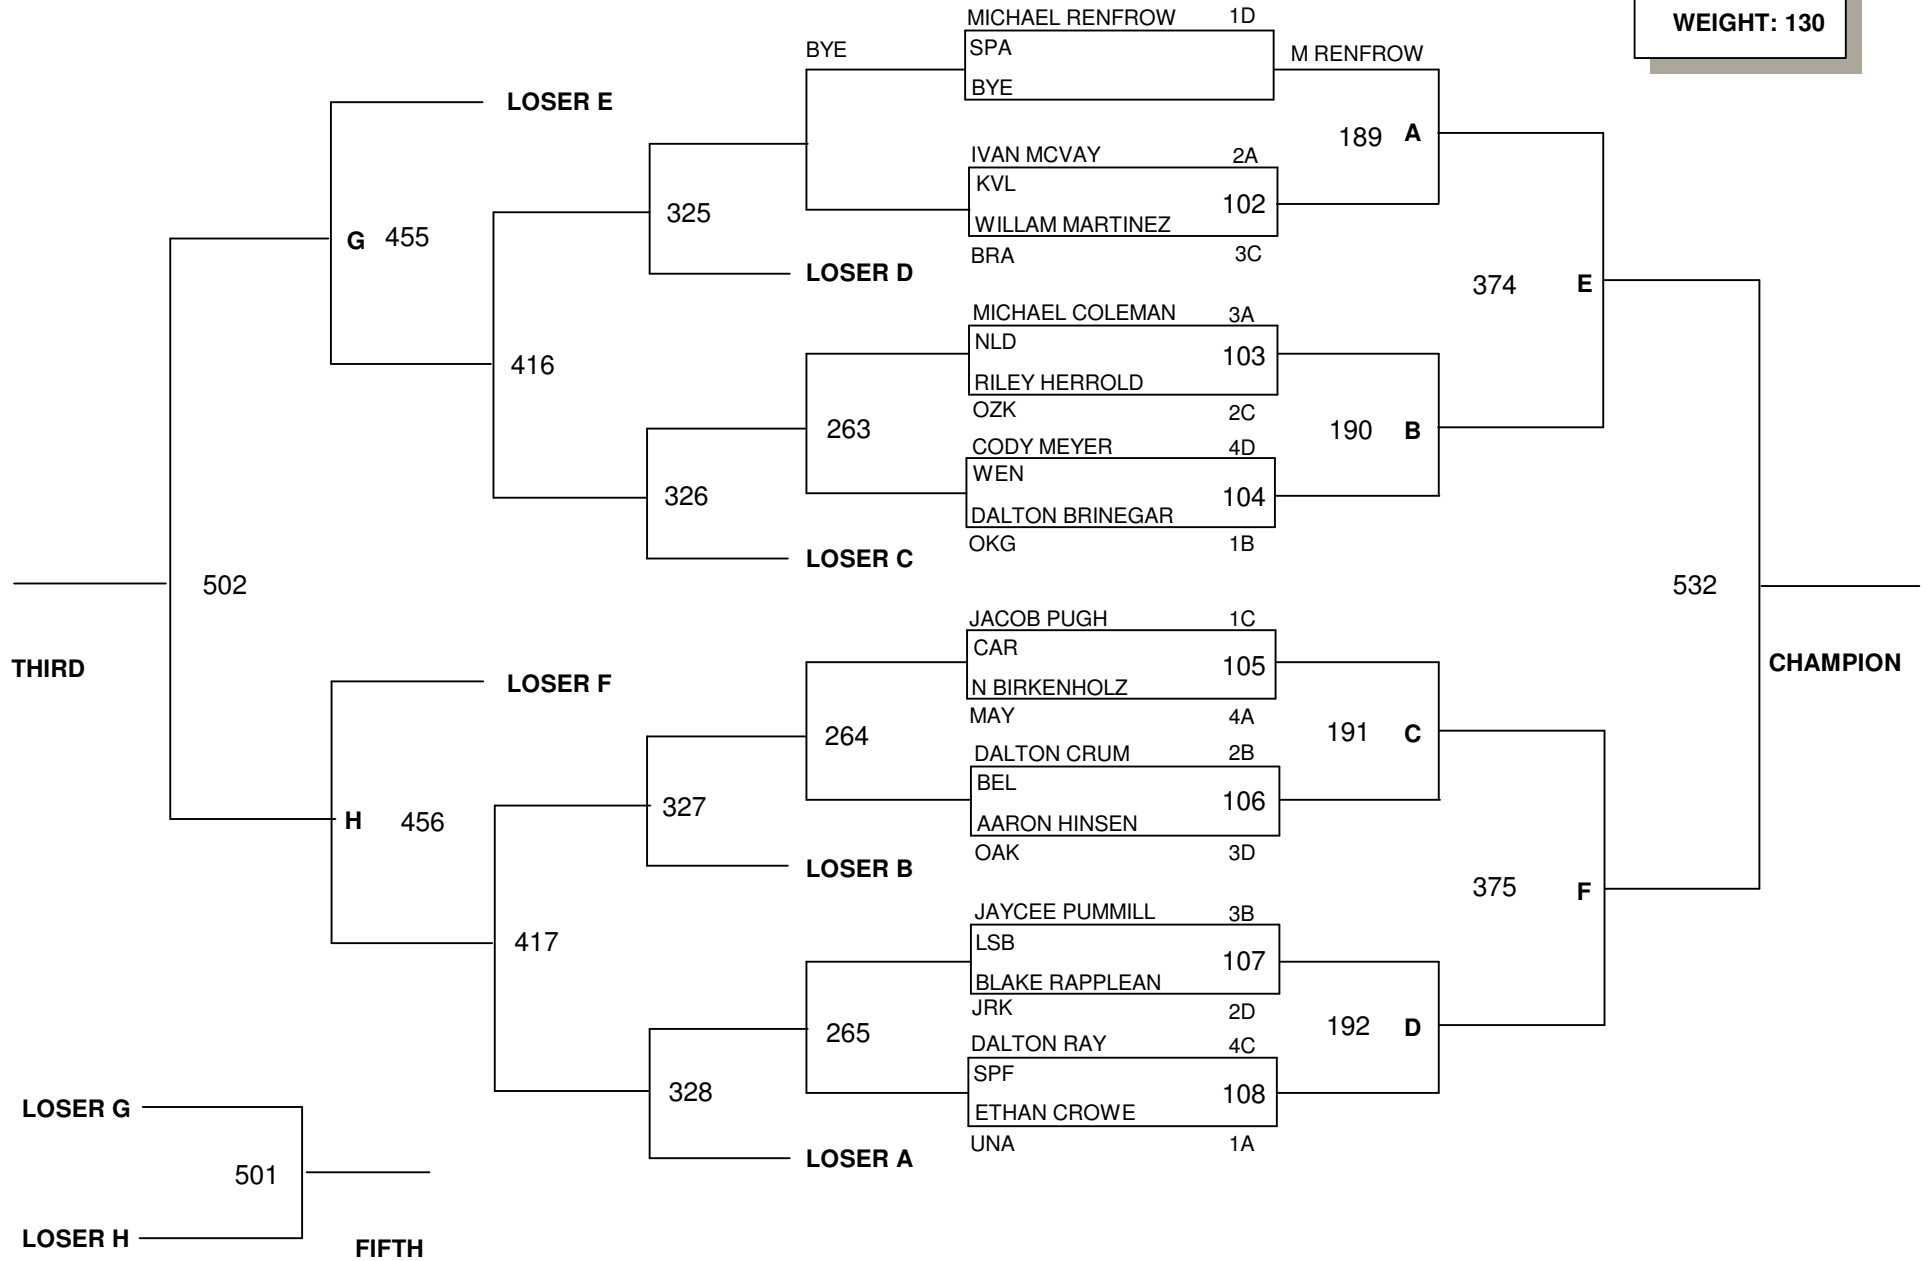 MICHAEL RENFROW 1D
WEIGHT: 130
BYE
SPA
M RENFROW
BYE
LOSER E
189 A
IVAN MCVAY 2A
KVL
102
WILLAM MARTINEZ
BRA 3C
325
G 455
LOSER D
374 E
MICHAEL COLEMAN 3A
NLD
103
RILEY HERROLD
OZK 2C
416
263
190 B
CODY MEYER 4D
WEN
104
DALTON BRINEGAR
OKG 1B
326
LOSER C
502
532
JACOB PUGH 1C
CAR
105
N BIRKENHOLZ
MAY 4A
THIRD
CHAMPION
LOSER F
264
191 C
DALTON CRUM 2B
BEL
106
AARON HINSEN
OAK 3D
327
H 456
LOSER B
375 F
JAYCEE PUMMILL 3B
LSB
107
BLAKE RAPPLEAN
JRK 2D
417
265
192 D
DALTON RAY 4C
SPF
108
ETHAN CROWE
UNA 1A
328
LOSER A
LOSER G
501
LOSER H
FIFTH